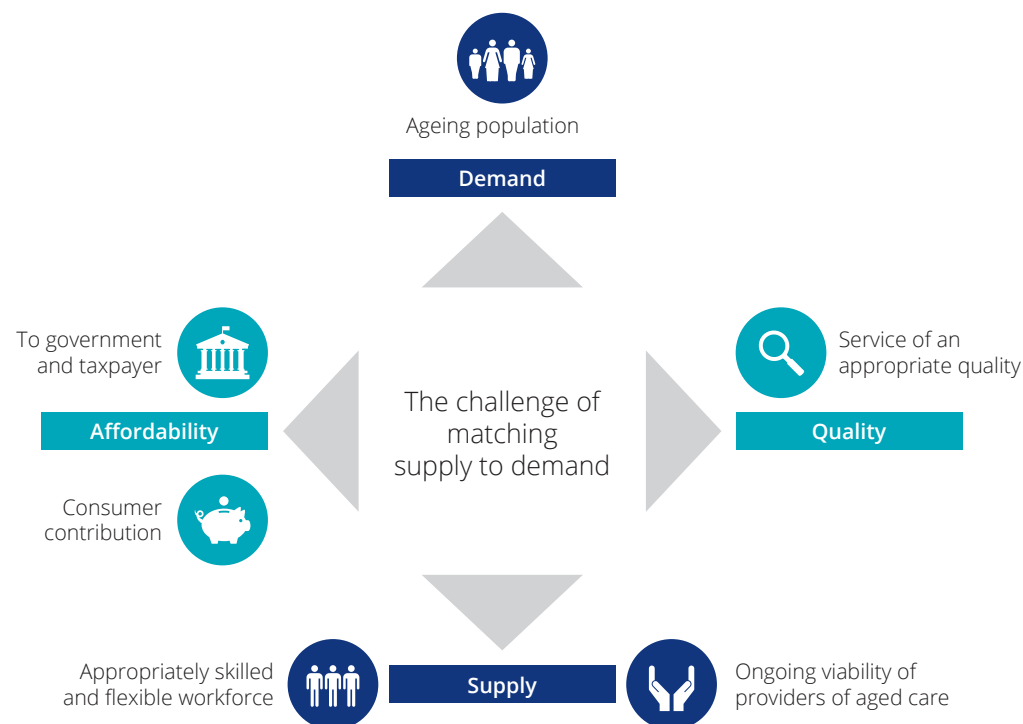 Ageing population
Demand
To government
and taxpayer
Affordability
Consumer
contribution
The challenge of
matching
supply to demand
Service of an
appropriate quality
Quality
Appropriately skilled
and flexible workforce
Supply
Ongoing viability of
providers of aged care